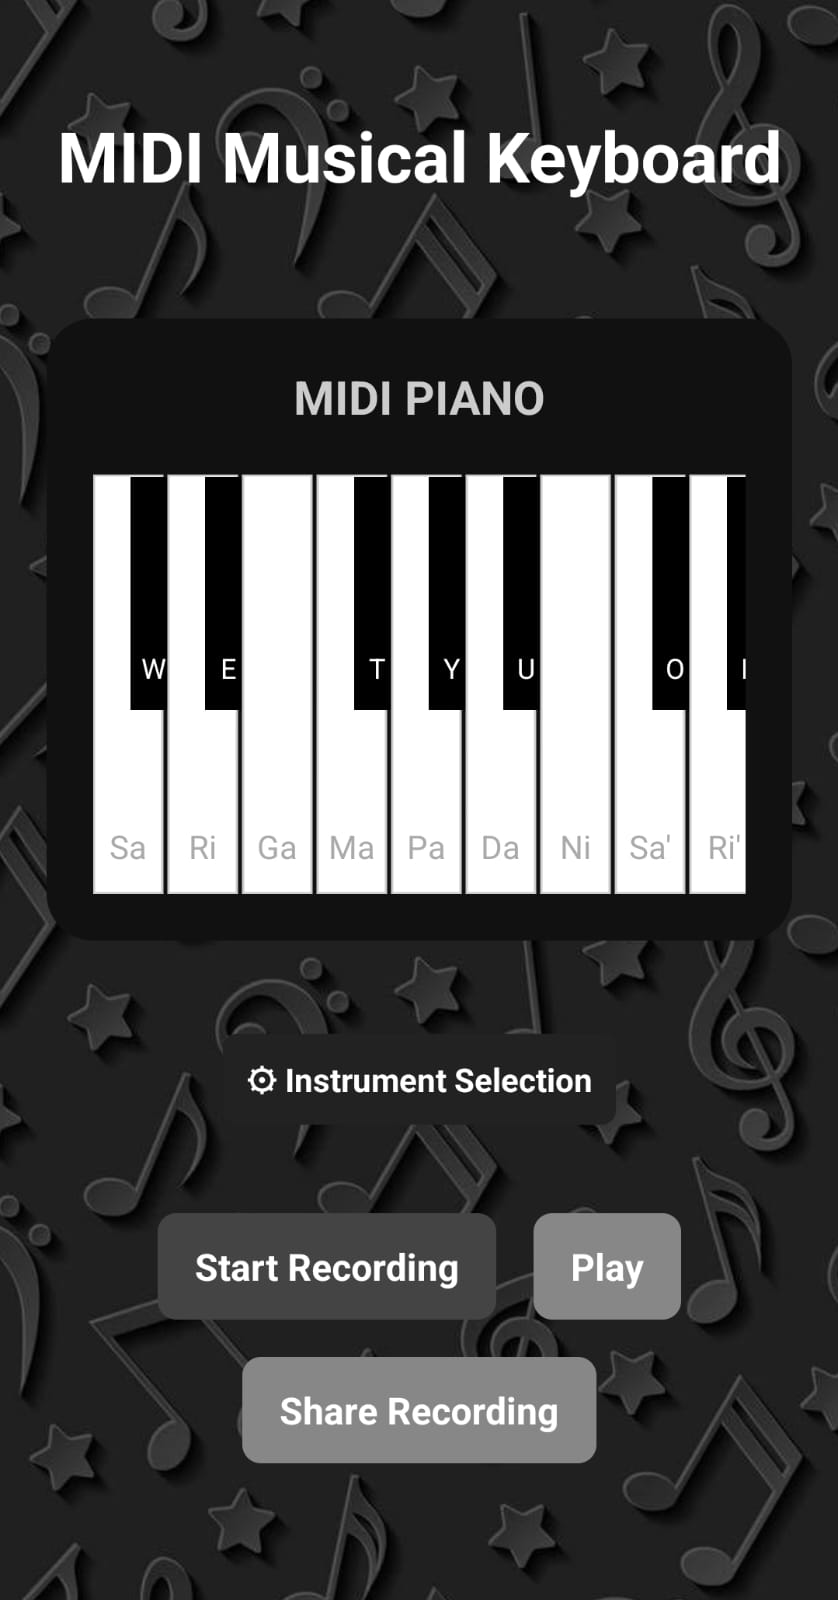 MIDI Musical Keyboard
MIDI PIANO
W E T Y U O
Sa Ri Ga Ma Pa Da Ni Sa' Ri'
⚙ Instrument Selection
Start Recording Play
Share Recording